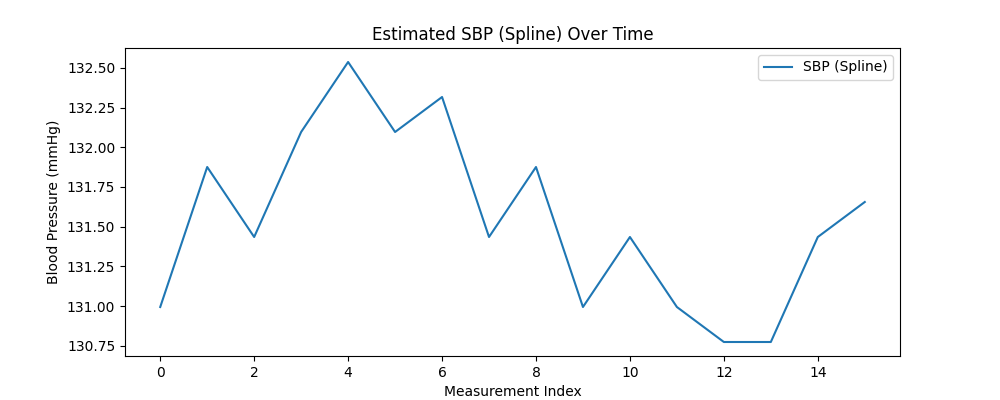 Estimated SBP (Spline) Over Time
SBP (Spline)
Blood Pressure (mmHg)
132.50
132.25
132.00
131.75
131.50
131.25
131.00
130.75
0 2 4 6 8 10 12 14
Measurement Index